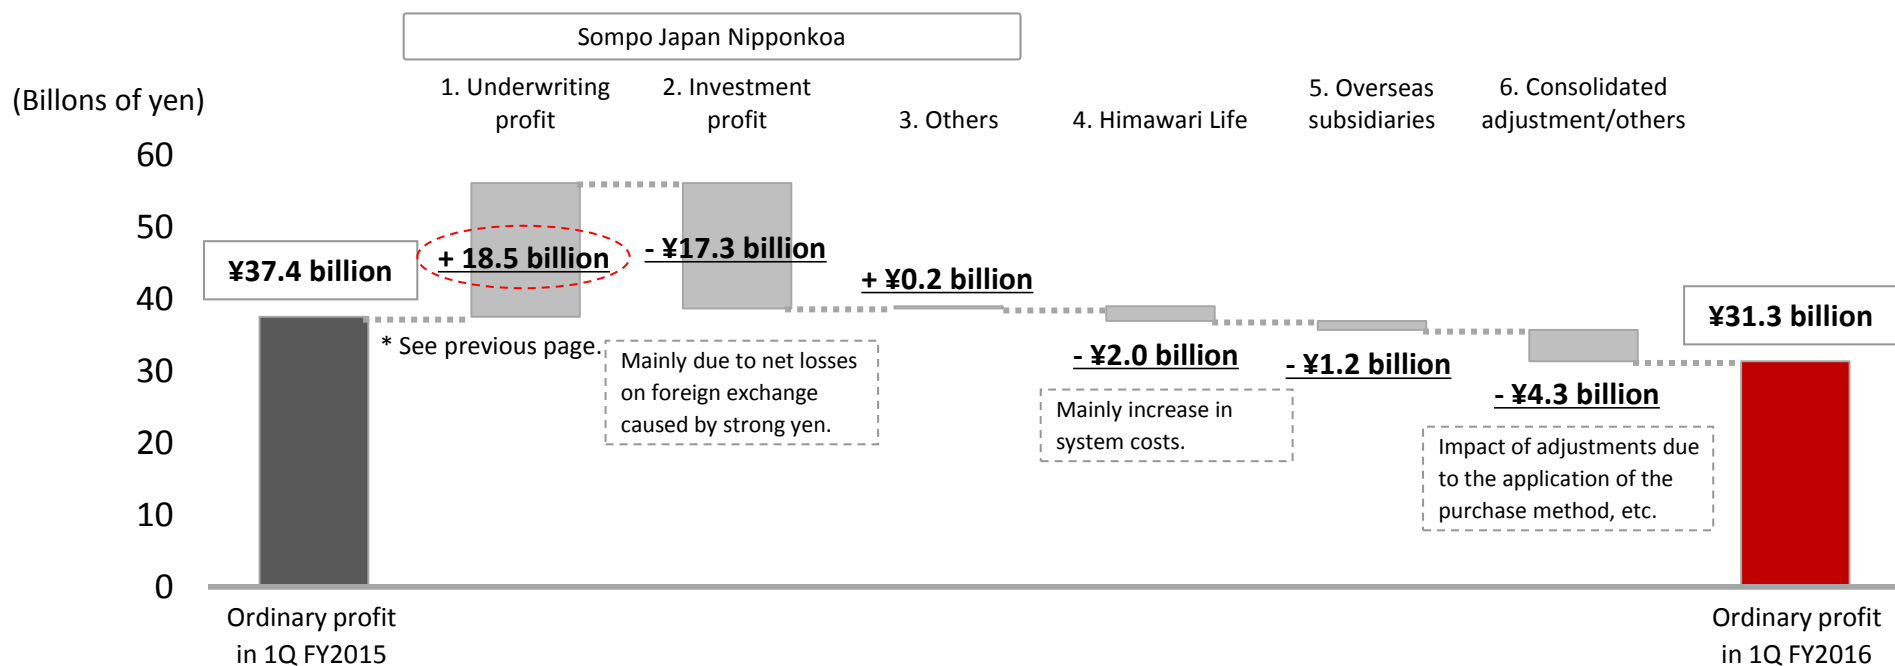 Sompo Japan Nipponkoa
(Billons of yen)
1. Underwriting
profit
2. Investment
profit
3. Others
4. Himawari Life
5. Overseas
subsidiaries
6. Consolidated
adjustment/others
60
50
40
30
20
10
0
¥37.4 billion
+ 18.5 billion
- ¥17.3 billion
+ ¥0.2 billion
- ¥2.0 billion
- ¥1.2 billion
- ¥4.3 billion
¥31.3 billion
* See previous page.
Mainly due to net losses
on foreign exchange
caused by strong yen.
Mainly increase in
system costs.
Impact of adjustments due
to the application of the
purchase method, etc.
Ordinary profit
in 1Q FY2015
Ordinary profit
in 1Q FY2016